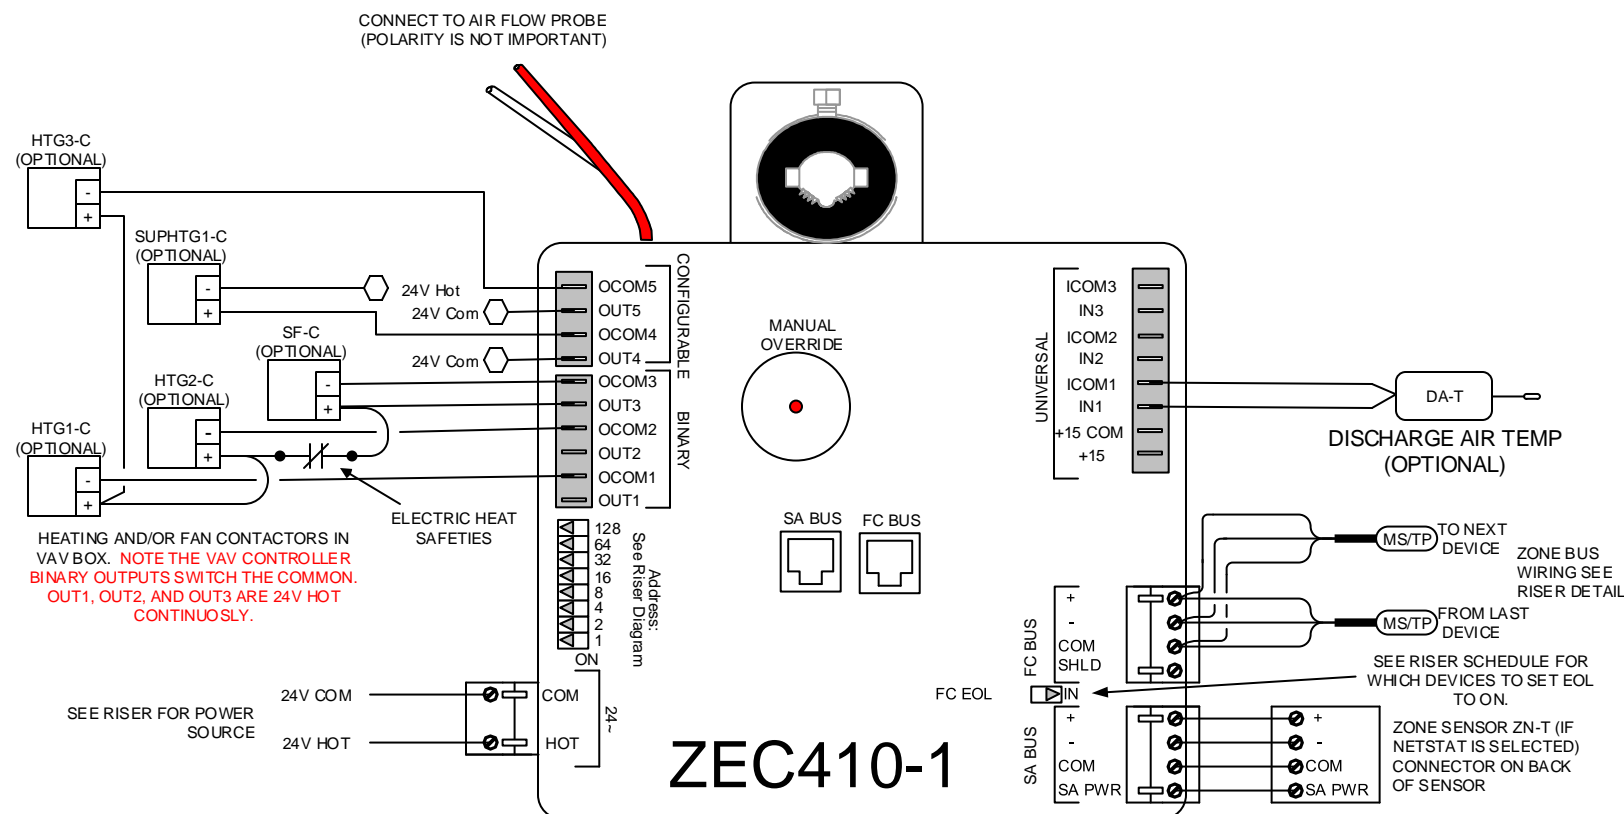 CONNECT TO AIR FLOW PROBE
(POLARITY IS NOT IMPORTANT)
HTG3-C
(OPTIONAL)
-
+
SUPHTG1-C
(OPTIONAL)
-
+
24V Hot
24V Com
SF-C
(OPTIONAL)
-
+
24V Com
HTG2-C
(OPTIONAL)
-
+
HTG1-C
(OPTIONAL)
-
+
ELECTRIC HEAT
SAFETIES
HEATING AND/OR FAN CONTACTORS IN
VAV BOX. NOTE THE VAV CONTROLLER
BINARY OUTPUTS SWITCH THE COMMON.
OUT1, OUT2, AND OUT3 ARE 24V HOT
CONTINUOSLY.
OCOM5
OUT5
OCOM4
OUT4
CONFIGURABLE
OCOM3
OUT3
OCOM2
OUT2
OCOM1
OUT1
BINARY
128
64
32
16
8
4
2
1
ON
Address:
See Riser Diagram
24V COM
24V HOT
SEE RISER FOR POWER
SOURCE
COM
HOT
24~
MANUAL
OVERRIDE
SA BUS
FC BUS
ZEC410-1
UNIVERSAL
ICOM3
IN3
ICOM2
IN2
ICOM1
IN1
+15 COM
+15
DA-T
DISCHARGE AIR TEMP
(OPTIONAL)
MS/TP
TO NEXT
DEVICE
ZONE BUS
WIRING SEE
RISER DETAIL
MS/TP
FROM LAST
DEVICE
FC BUS
+
-
COM
SHLD
FC EOL
IN
SEE RISER SCHEDULE FOR
WHICH DEVICES TO SET EOL
TO ON.
SA BUS
+
-
COM
SA PWR
+
-
COM
SA PWR
ZONE SENSOR ZN-T (IF
NETSTAT IS SELECTED)
CONNECTOR ON BACK
OF SENSOR